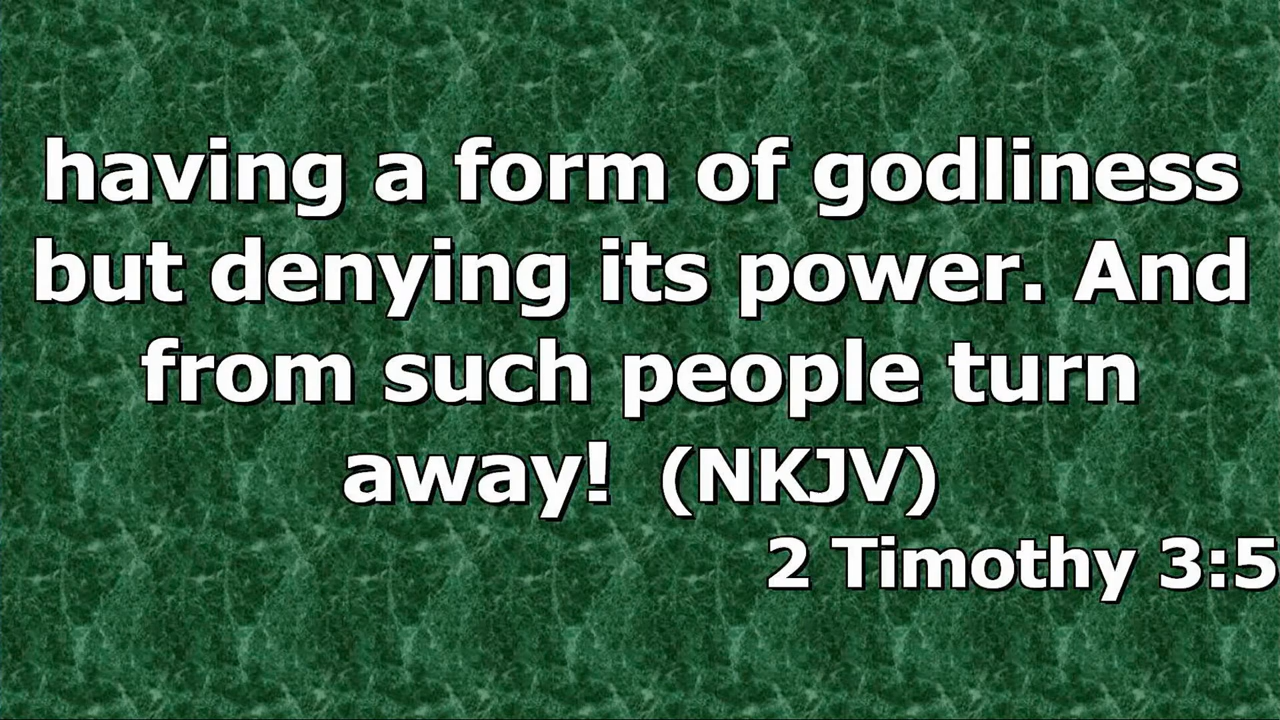 having a form of godliness
but denying its power. And
from such people turn
away! (NKJV)
2 Timothy 3:5